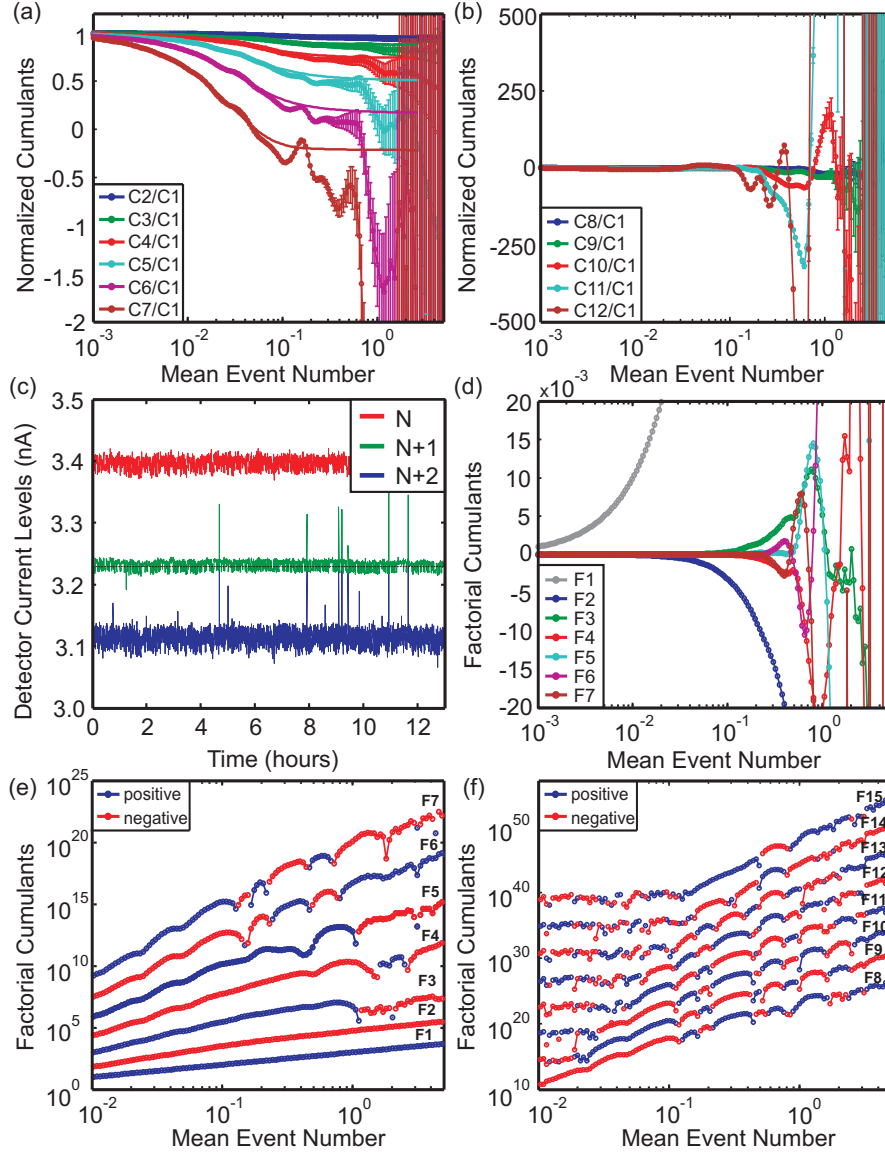 (a)
Normalized Cumulants
1
0.5
0
-0.5
-1
-1.5
-2
C2/C1
C3/C1
C4/C1
C5/C1
C6/C1
C7/C1
10^-3
10^-2
10^-1
10^0
Mean Event Number
(b)
Normalized Cumulants
500
250
0
-250
-500
C8/C1
C9/C1
C10/C1
C11/C1
C12/C1
10^-3
10^-2
10^-1
10^0
Mean Event Number
(c)
Detector Current Levels (nA)
3.5
3.4
3.3
3.2
3.1
3.0
N
N+1
N+2
0 2 4 6 8 10 12
Time (hours)
(d)
x10^-3
Factorial Cumulants
20
15
10
5
0
-5
-10
-15
-20
F1
F2
F3
F4
F5
F6
F7
10^-3
10^-2
10^-1
10^0
Mean Event Number
(e)
Factorial Cumulants
10^25
10^20
10^15
10^10
10^5
10^0
positive
negative
F7
F6
F5
F4
F3
F2
F1
10^-2
10^-1
10^0
Mean Event Number
(f)
Factorial Cumulants
10^50
10^40
10^30
10^20
10^10
positive
negative
F15
F14
F13
F12
F11
F10
F9
F8
10^-2
10^-1
10^0
Mean Event Number